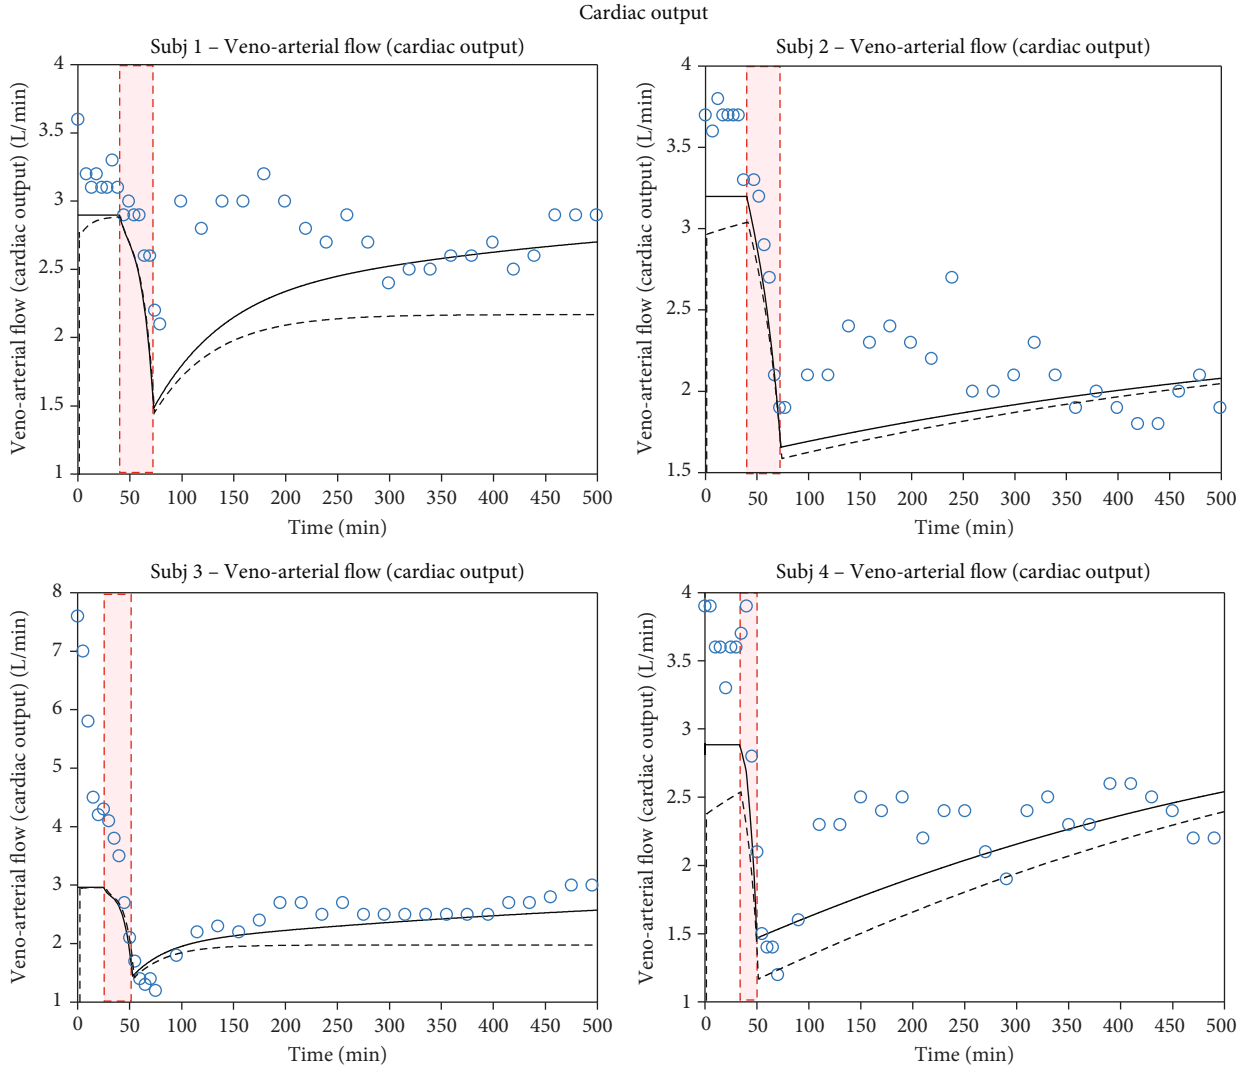 Cardiac output
Subj 1 – Veno-arterial flow (cardiac output)
Veno-arterial flow (cardiac output) (L/min)
4
3.5
3
2.5
2
1.5
1
0 50 100 150 200 250 300 350 400 450 500
Time (min)
Subj 2 – Veno-arterial flow (cardiac output)
Veno-arterial flow (cardiac output) (L/min)
4
3.5
3
2.5
2
1.5
0 50 100 150 200 250 300 350 400 450 500
Time (min)
Subj 3 – Veno-arterial flow (cardiac output)
Veno-arterial flow (cardiac output) (L/min)
8
7
6
5
4
3
2
1
0 50 100 150 200 250 300 350 400 450 500
Time (min)
Subj 4 – Veno-arterial flow (cardiac output)
Veno-arterial flow (cardiac output) (L/min)
4
3.5
3
2.5
2
1.5
1
0 50 100 150 200 250 300 350 400 450 500
Time (min)